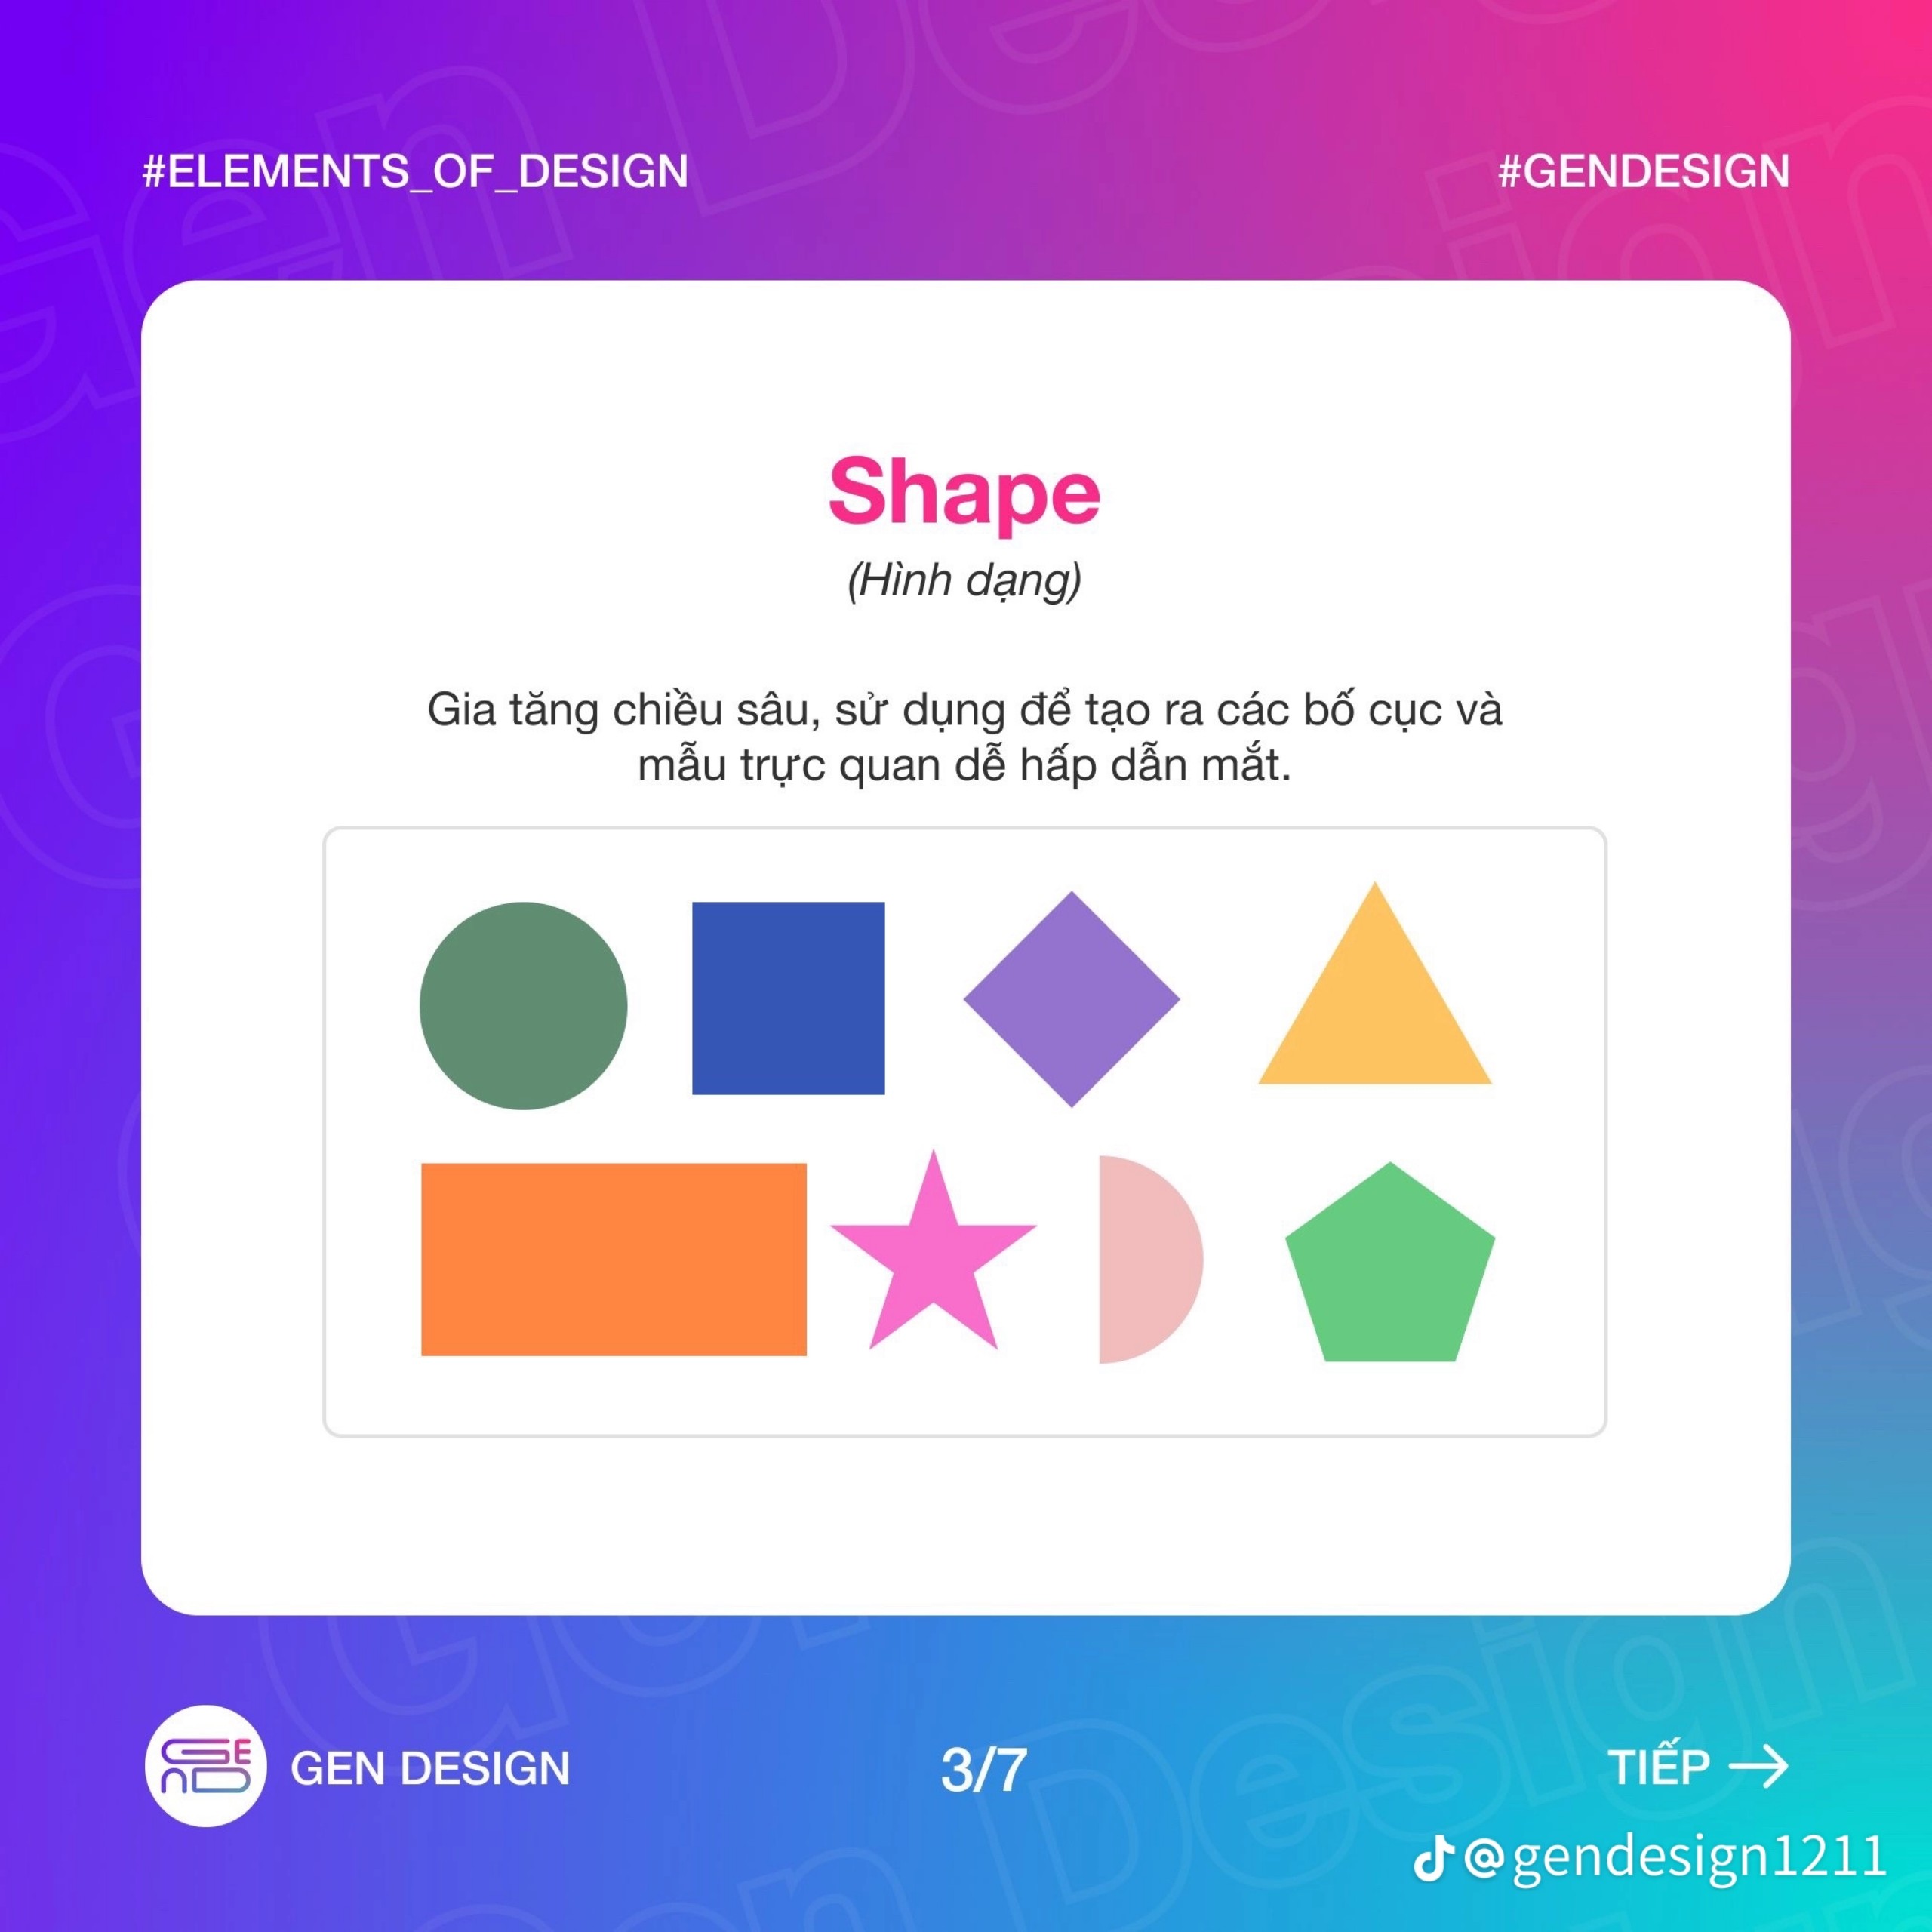 #ELEMENTS_OF_DESIGN
#GENDESIGN
Shape
(Hình dạng)
Gia tăng chiều sâu, sử dụng để tạo ra các bố cục và
mẫu trực quan dễ hấp dẫn mắt.
GEN DESIGN
3/7
TIẾP →
@gendesign1211